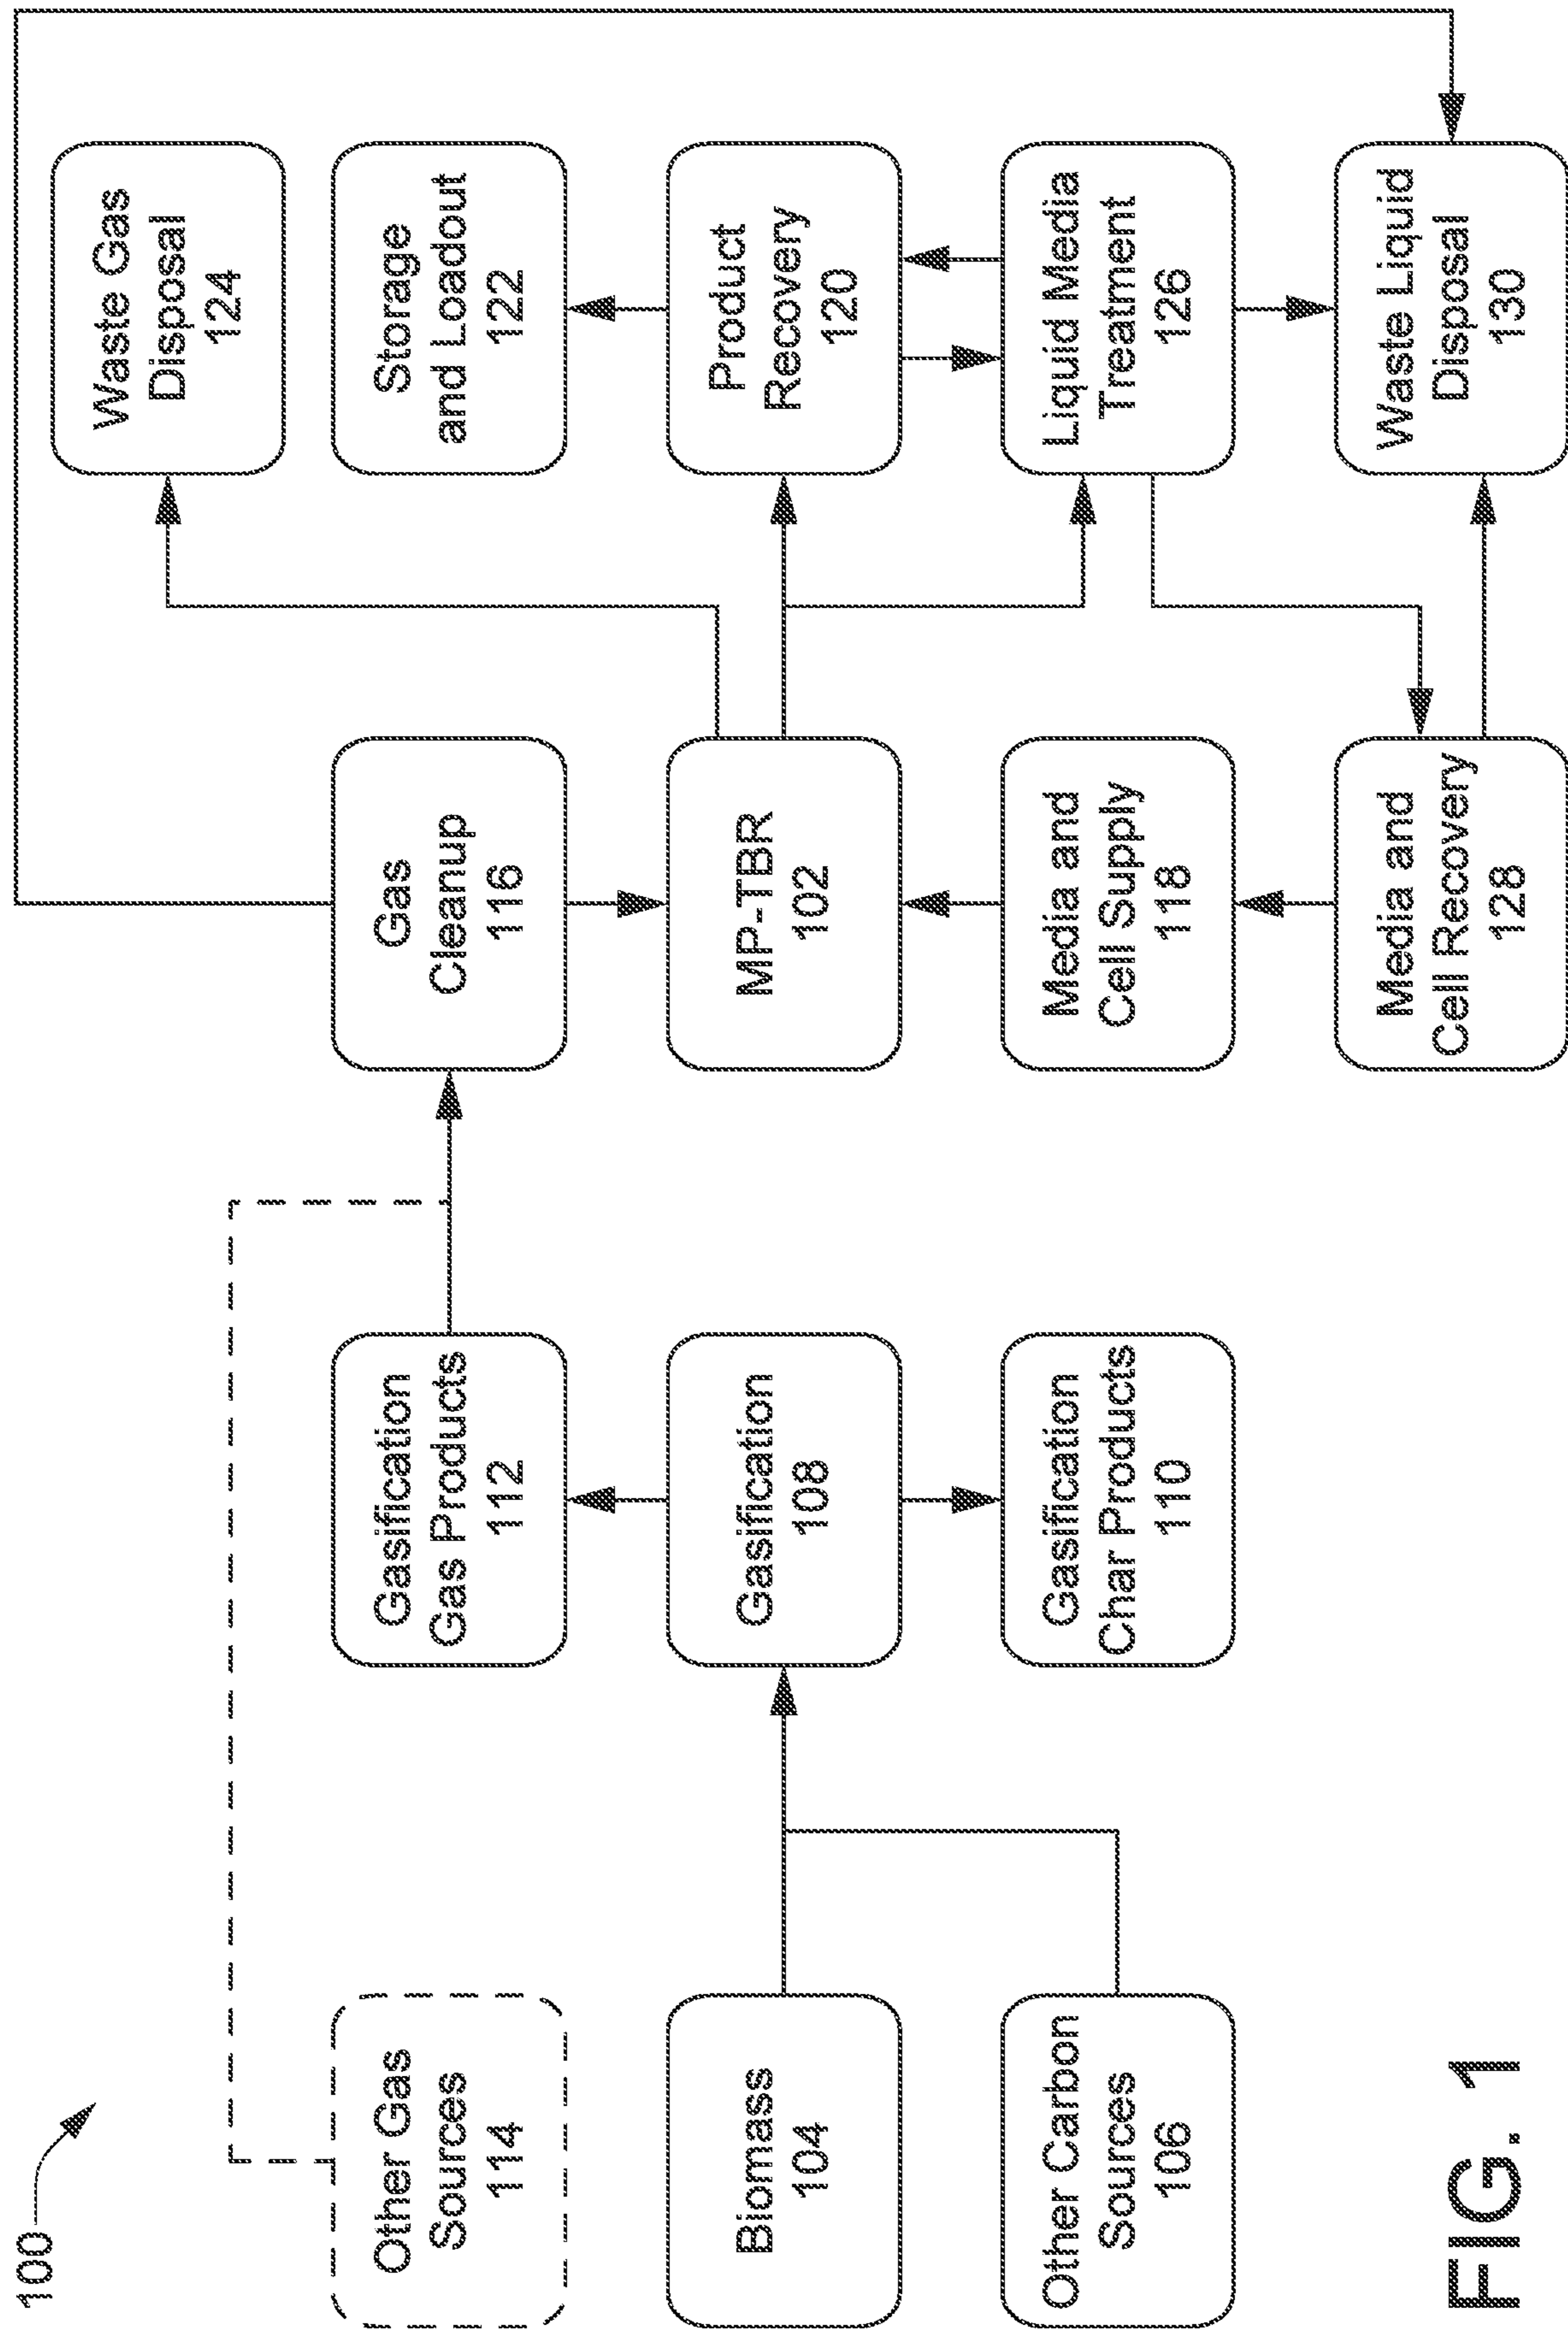 100
Other Gas
Sources
114
Biomass
104
Other Carbon
Sources
106
Gasification
Gas Products
112
Gasification
108
Gasification
Char Products
110
Gas
Cleanup
116
MP-TBR
102
Media and
Cell Supply
118
Media and
Cell Recovery
128
Waste Gas
Disposal
124
Storage
and Loadout
122
Product
Recovery
120
Liquid Media
Treatment
126
Waste Liquid
Disposal
130
FIG. 1